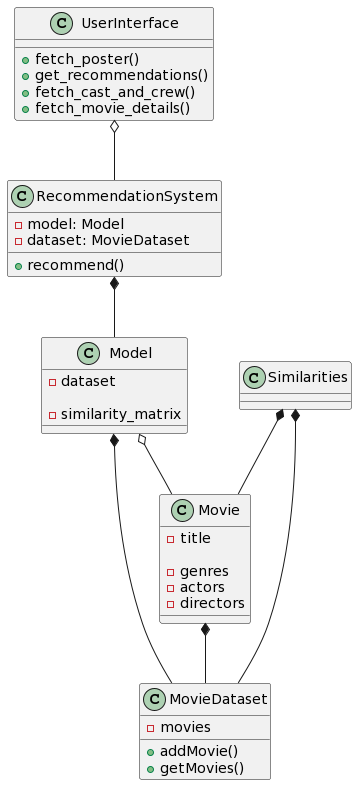 C UserInterface
fetch_poster()
get_recommendations()
fetch_cast_and_crew()
fetch_movie_details()
C RecommendationSystem
model: Model
dataset: MovieDataset
recommend()
C Model
dataset
similarity_matrix
C Similarities
C Movie
title
genres
actors
directors
C MovieDataset
movies
addMovie()
getMovies()